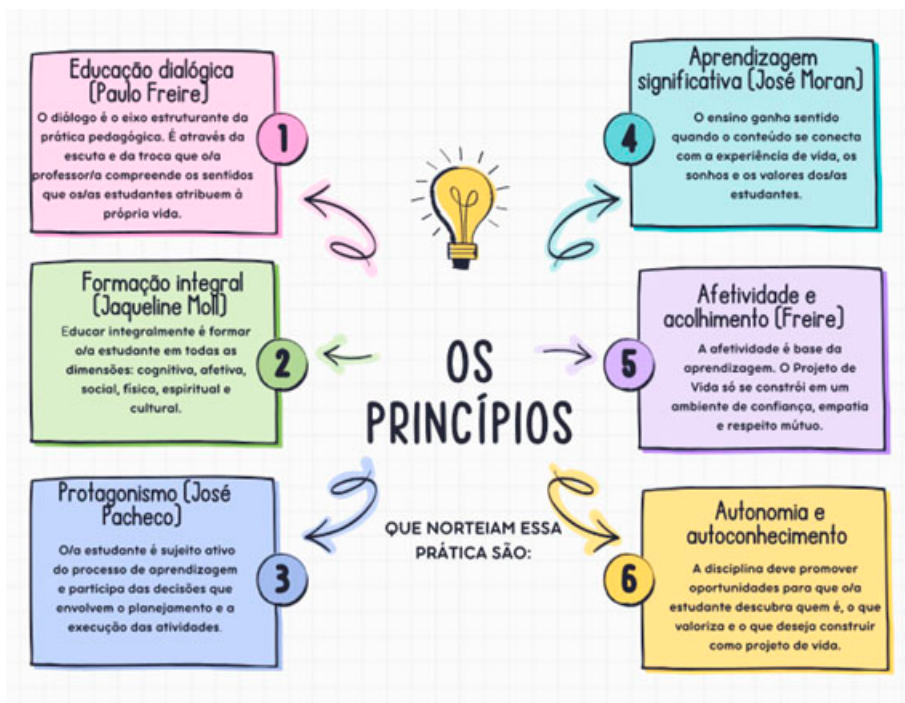 Educação dialógica
(Paulo Freire)
O diálogo é o eixo estruturante da
prática pedagógica. É através da
escuta e da troca que o/a
professor/a compreende os sentidos
que os/as estudantes atribuem à
própria vida.
1
Formação integral
(Jaqueline Moll)
Educar integralmente é formar
o/a estudante em todas as
dimensões: cognitiva, afetiva,
social, física, espiritual e
cultural.
2
Protagonismo (José
Pacheco)
O/a estudante é sujeito ativo
do processo de aprendizagem
e participa das decisões que
envolvem o planejamento e a
execução das atividades.
3
OS
PRINCÍPIOS
QUE NORTEIAM ESSA
PRÁTICA SÃO:
Aprendizagem
significativa (José Moran)
O ensino ganha sentido
quando o conteúdo se conecta
com a experiência de vida, os
sonhos e os valores dos/as
estudantes.
4
Afetividade e
acolhimento (Freire)
A afetividade é base da
aprendizagem. O Projeto de
Vida só se constrói em um
ambiente de confiança, empatia
e respeito mútuo.
5
Autonomia e
autoconhecimento
A disciplina deve promover
oportunidades para que o/a
estudante descubra quem é, o que
valoriza e o que deseja construir
como projeto de vida.
6